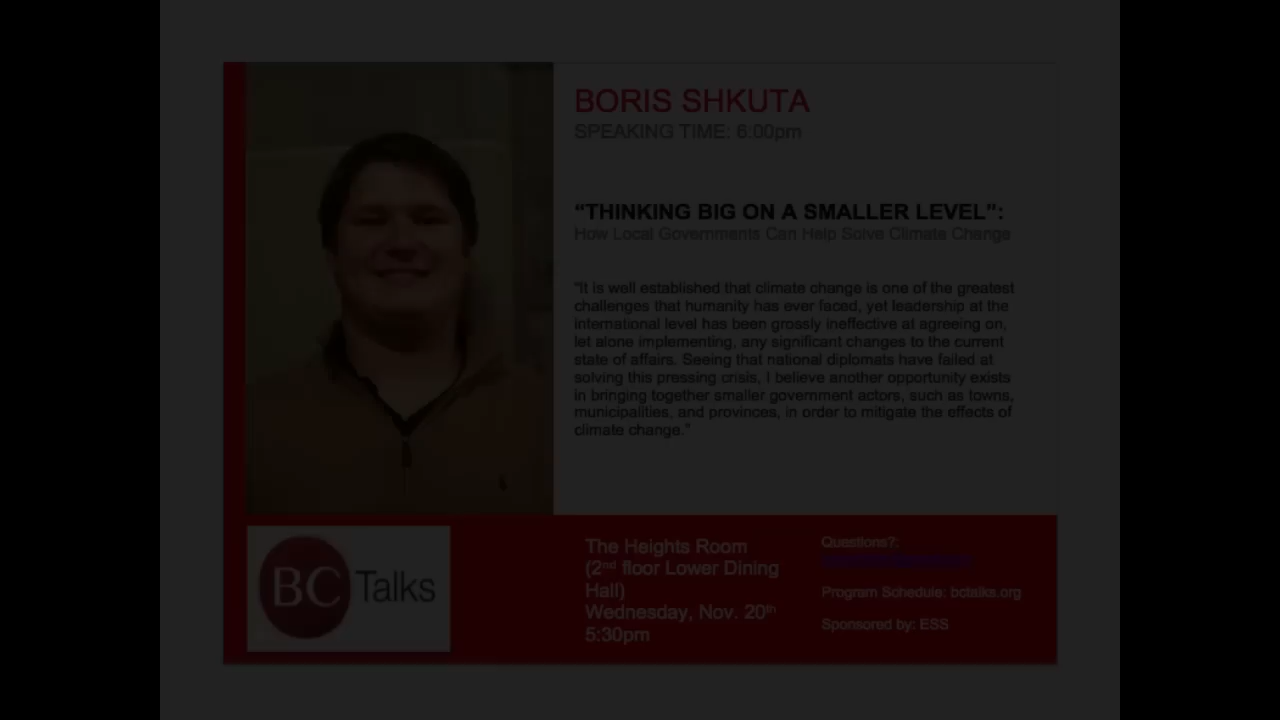 BORIS SHKUTA
SPEAKING TIME: 6:00pm
“THINKING BIG ON A SMALLER LEVEL”:
How Local Governments Can Help Solve Climate Change
"It is well established that climate change is one of the greatest
challenges that humanity has ever faced, yet leadership at the
international level has been grossly ineffective at agreeing on,
let alone implementing, any significant changes to the current
state of affairs. Seeing that national diplomats have failed at
solving this pressing crisis, I believe another opportunity exists
in bringing together smaller government actors, such as towns,
municipalities, and provinces, in order to mitigate the effects of
climate change."
BC Talks
The Heights Room
(2nd floor Lower Dining
Hall)
Wednesday, Nov. 20th
5:30pm
Questions?:
Program Schedule: bctalks.org
Sponsored by: ESS